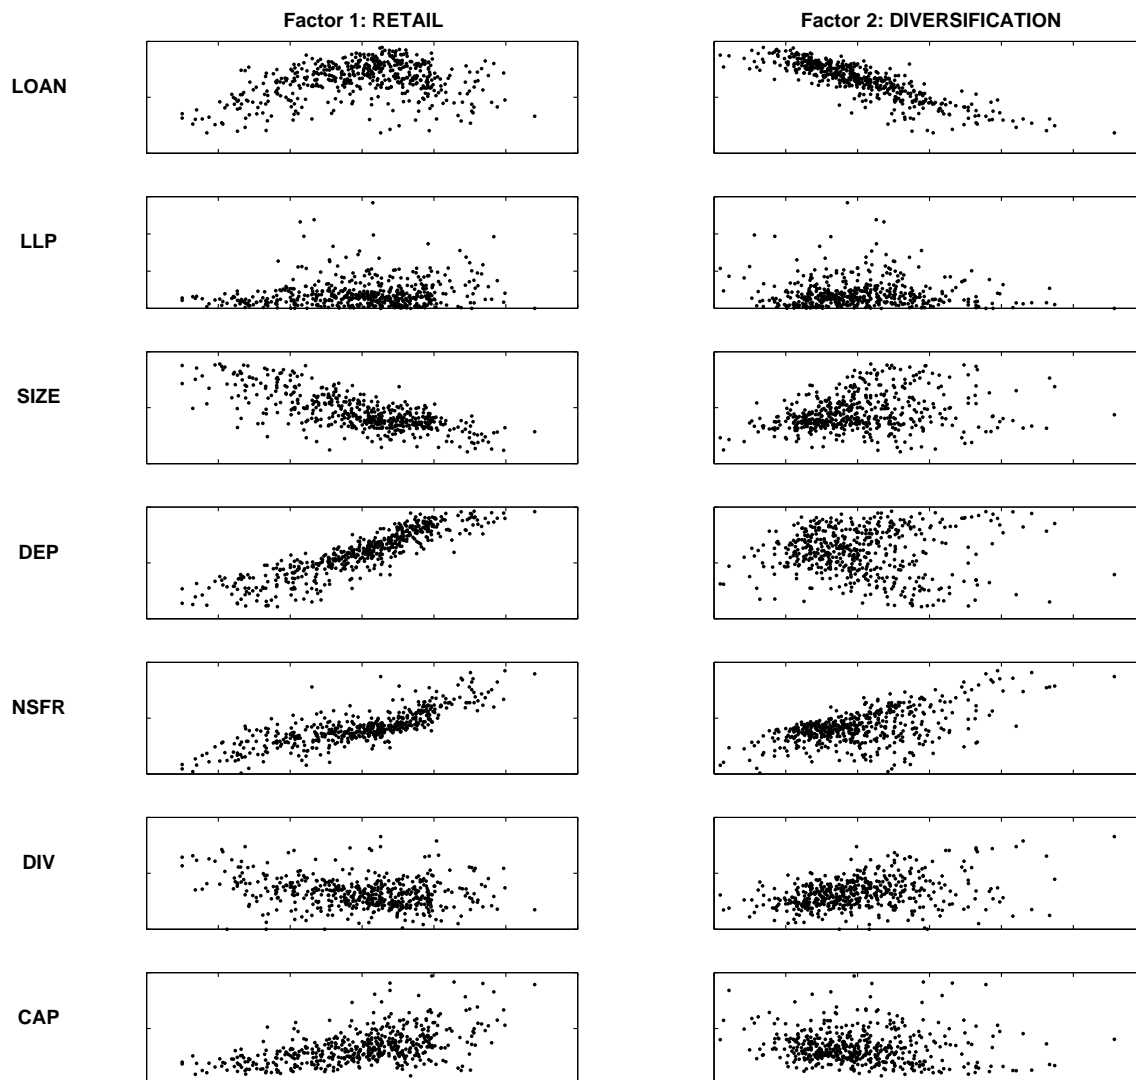 Factor 1: RETAIL
Factor 2: DIVERSIFICATION
LOAN
LLP
SIZE
DEP
NSFR
DIV
CAP